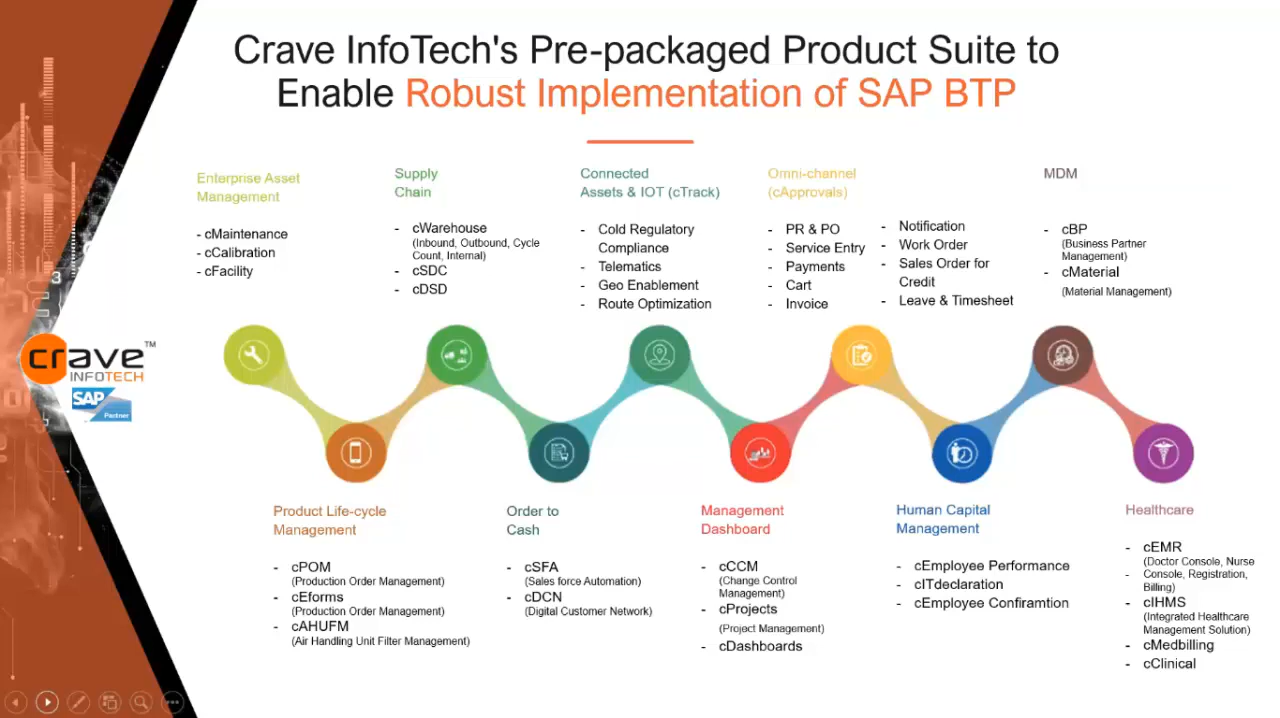 Crave InfoTech's Pre-packaged Product Suite to
Enable Robust Implementation of SAP BTP
Enterprise Asset
Management
- cMaintenance
- cCalibration
- cFacility
Supply
Chain
- cWarehouse
(Inbound, Outbound, Cycle
Count, Internal)
- cSDC
- cDSD
Connected
Assets & IOT (cTrack)
- Cold Regulatory
Compliance
- Telematics
- Geo Enablement
- Route Optimization
Omni-channel
(cApprovals)
- PR & PO
- Service Entry
- Payments
- Cart
- Invoice
- Notification
- Work Order
- Sales Order for
Credit
- Leave & Timesheet
MDM
- cBP
(Business Partner
Management)
- cMaterial
(Material Management)
crave TM
INFOTECH
SAP
Partner
Product Life-cycle
Management
- cPOM
(Production Order Management)
- cEforms
(Production Order Management)
- cAHUFM
(Air Handling Unit Filter Management)
Order to
Cash
- cSFA
(Sales force Automation)
- cDCN
(Digital Customer Network)
Management
Dashboard
- cCCM
(Change Control
Management)
- cProjects
(Project Management)
- cDashboards
Human Capital
Management
- cEmployee Performance
- cITdeclaration
- cEmployee Confiramtion
Healthcare
- cEMR
(Doctor Console, Nurse
- Console, Registration,
Billing)
- cIHMS
(Integrated Healthcare
Management Solution)
- cMedbilling
- cClinical